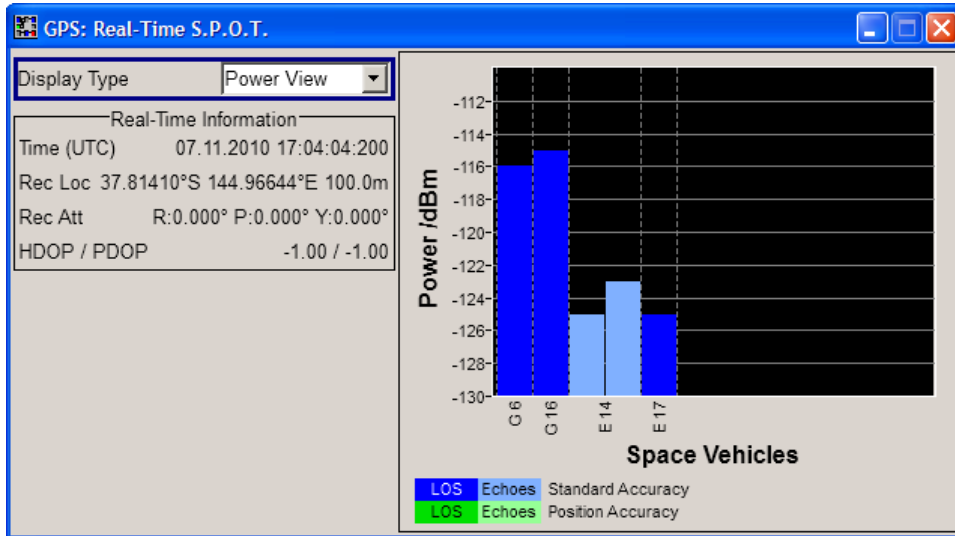 GPS: Real-Time S.P.O.T.
Display Type Power View
Real-Time Information
Time (UTC) 07.11.2010 17:04:04:200
Rec Loc 37.81410°S 144.96644°E 100.0m
Rec Att R:0.000° P:0.000° Y:0.000°
HDOP / PDOP -1.00 / -1.00
Power /dBm
-112
-114
-116
-118
-120
-122
-124
-126
-128
-130
G 6 G 16 E 14 E 17
Space Vehicles
LOS Echoes Standard Accuracy
LOS Echoes Position Accuracy